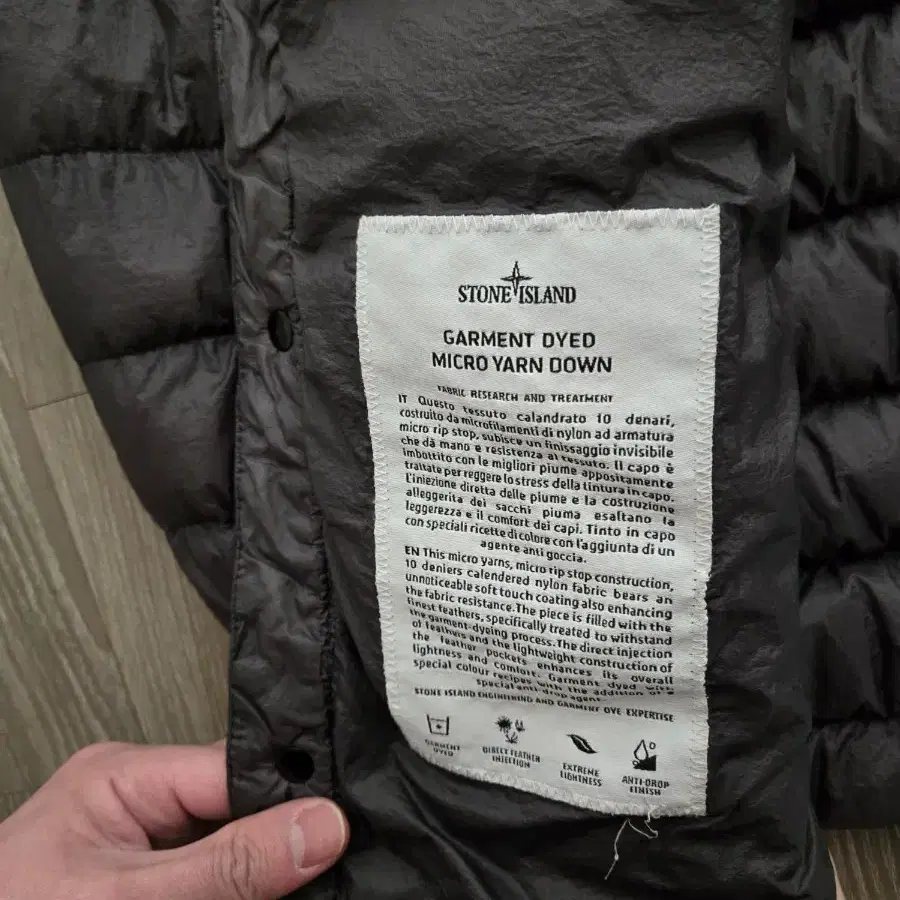 STONE ISLAND
GARMENT DYED
MICRO YARN DOWN
FABRIC RESEARCH AND TREATMENT
IT Questo tessuto calandrato 10 denari,
costruito da microfilamenti di nylon ad armatura
micro rip stop, subisce un finissaggio invisibile
che dà mano e resistenza al tessuto. Il capo è
imbottito con le migliori piume appositamente
trattate per reggere lo stress della tintura in capo.
L'iniezione diretta delle piume e la costruzione
alleggerita dei sacchi piuma esaltano la
leggerezza e il comfort dei capi. Tinto in capo
con speciali ricette di colore con l'aggiunta di un
agente anti goccia.
EN This micro yarns, micro rip stop construction,
10 deniers calendered nylon fabric bears an
unnoticeable soft touch coating also enhancing
the fabric resistance. The piece is filled with the
finest feathers, specifically treated to withstand
the garment-dyeing process. The direct injection
of feathers and the lightweight construction of
the feather pockets enhances its overall
lightness and comfort. Garment dyed with
special colour recipes with the addition of a
special anti-drop agent.
STONE ISLAND ENGINEERING AND GARMENT DYE EXPERTISE
GARMENT
DYED
DIRECT FEATHER
INJECTION
EXTREME
LIGHTNESS
ANTI-DROP
FINISH